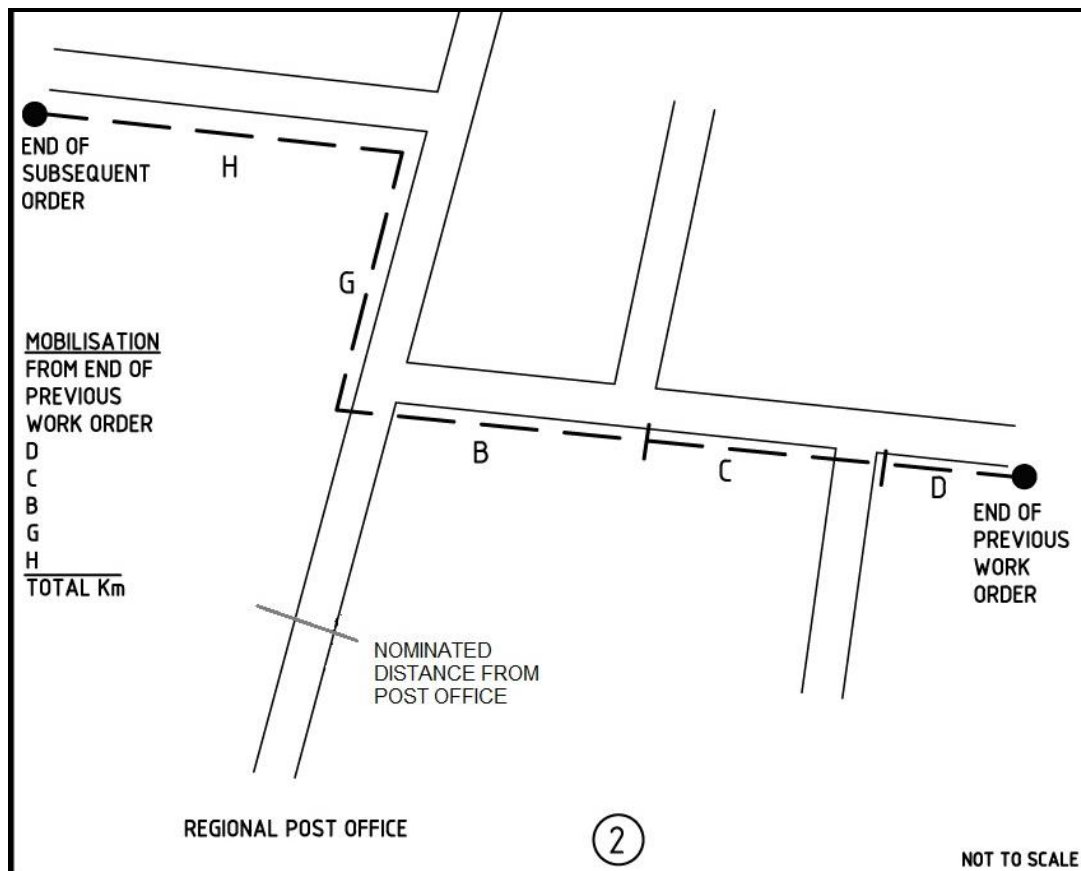 END OF
SUBSEQUENT
ORDER
H
G
MOBILISATION
FROM END OF
PREVIOUS
WORK ORDER
D
C
B
G
H
TOTAL Km
B
C
D
END OF
PREVIOUS
WORK
ORDER
NOMINATED
DISTANCE FROM
POST OFFICE
REGIONAL POST OFFICE
2
NOT TO SCALE